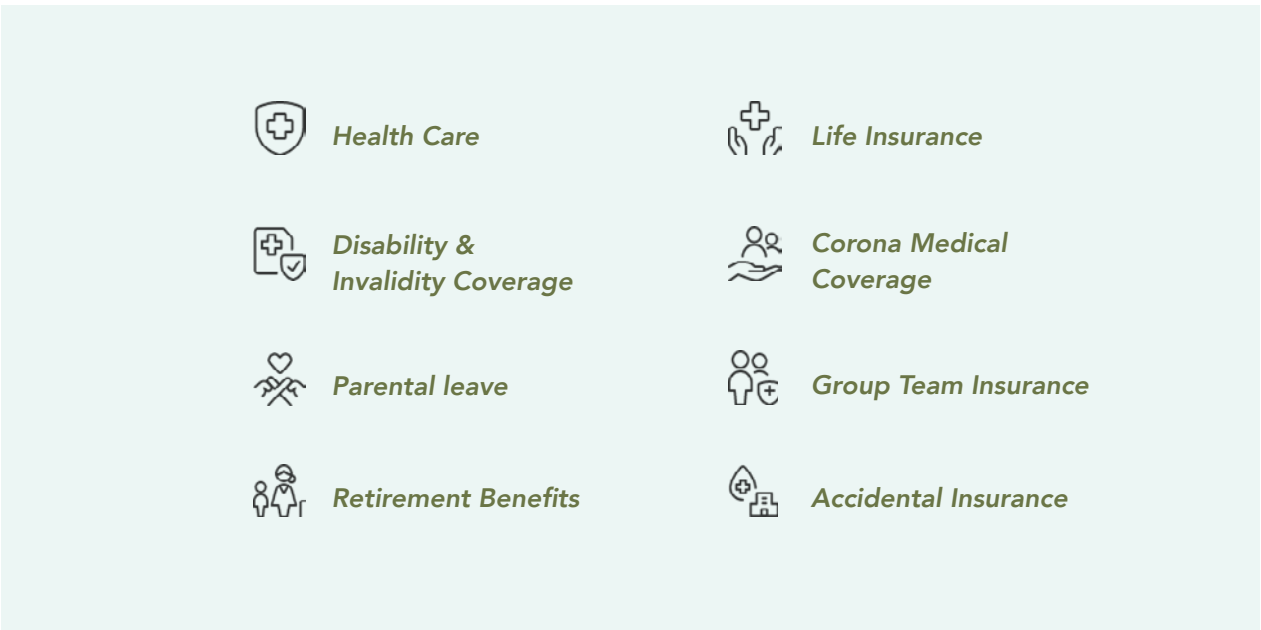 Health Care
Life Insurance
Disability &
Invalidity Coverage
Corona Medical
Coverage
Parental leave
Group Team Insurance
Retirement Benefits
Accidental Insurance